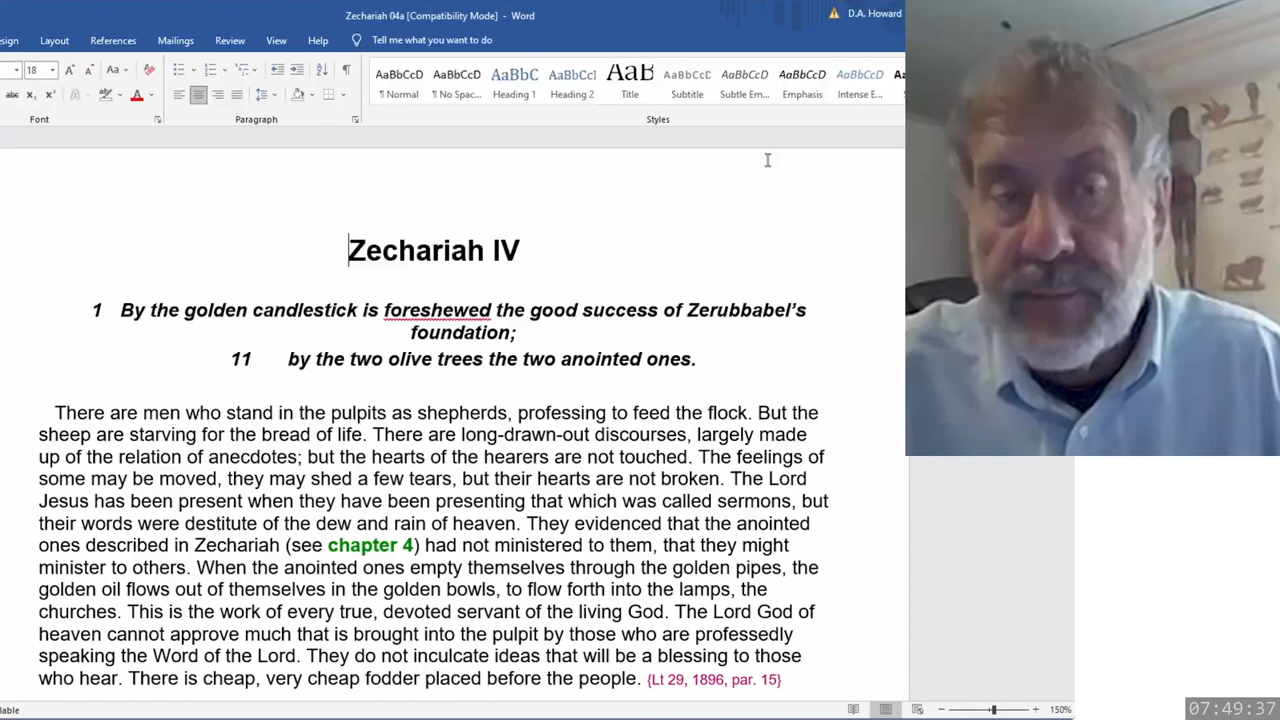 Zechariah 04a [Compatibility Mode] - Word
D.A. Howard
sign Layout References Mailings Review View Help Tell me what you want to do
18 Aa
AaBbCcD AaBbCcD AaBbC AaBbCcl AaB AaBbCcD AaBbCcD AaBbCcD AaBbCcD
¶ Normal ¶ No Spac... Heading 1 Heading 2 Title Subtitle Subtle Em... Emphasis Intense E...
Font Paragraph Styles
Zechariah IV
1 By the golden candlestick is foreshewed the good success of Zerubbabel's
foundation;
11 by the two olive trees the two anointed ones.
There are men who stand in the pulpits as shepherds, professing to feed the flock. But the
sheep are starving for the bread of life. There are long-drawn-out discourses, largely made
up of the relation of anecdotes; but the hearts of the hearers are not touched. The feelings of
some may be moved, they may shed a few tears, but their hearts are not broken. The Lord
Jesus has been present when they have been presenting that which was called sermons, but
their words were destitute of the dew and rain of heaven. They evidenced that the anointed
ones described in Zechariah (see chapter 4) had not ministered to them, that they might
minister to others. When the anointed ones empty themselves through the golden pipes, the
golden oil flows out of themselves in the golden bowls, to flow forth into the lamps, the
churches. This is the work of every true, devoted servant of the living God. The Lord God of
heaven cannot approve much that is brought into the pulpit by those who are professedly
speaking the Word of the Lord. They do not inculcate ideas that will be a blessing to those
who hear. There is cheap, very cheap fodder placed before the people. {Lt 29, 1896, par. 15}
lable
150%
07:49:37